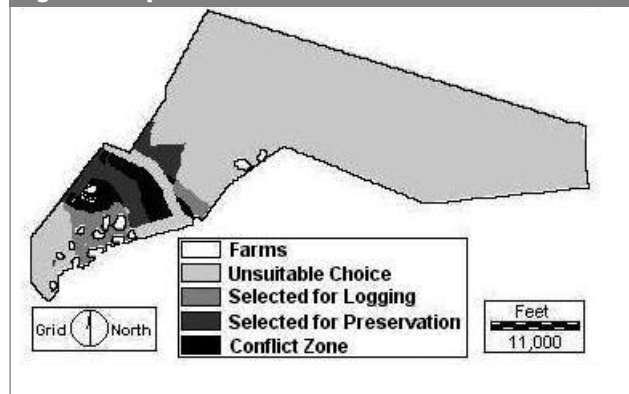 Farms
Unsuitable Choice
Selected for Logging
Selected for Preservation
Conflict Zone
Grid North
Feet
11,000